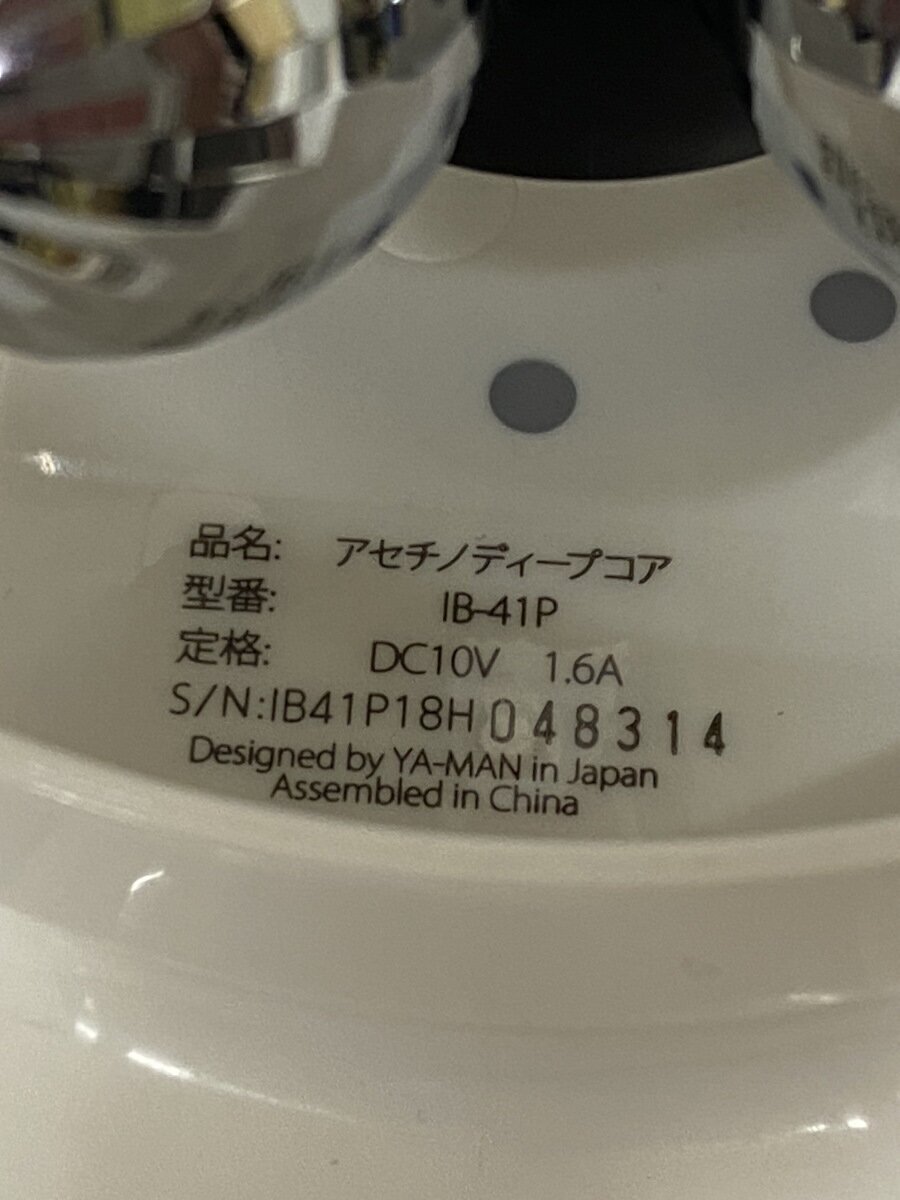 品名: アセチノディープコア
型番: IB-41P
定格: DC10V 1.6A
S/N:IB41P18H048314
Designed by YA-MAN in Japan
Assembled in China